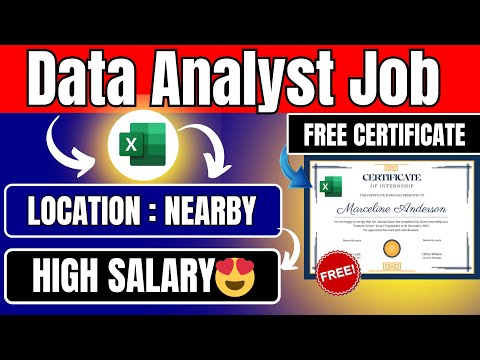 Data Analyst Job
X
FREE CERTIFICATE
LOCATION : NEARBY
HIGH SALARY
X
CERTIFICATE
OF INTERNSHIP
Marceline Anderson
FREE!